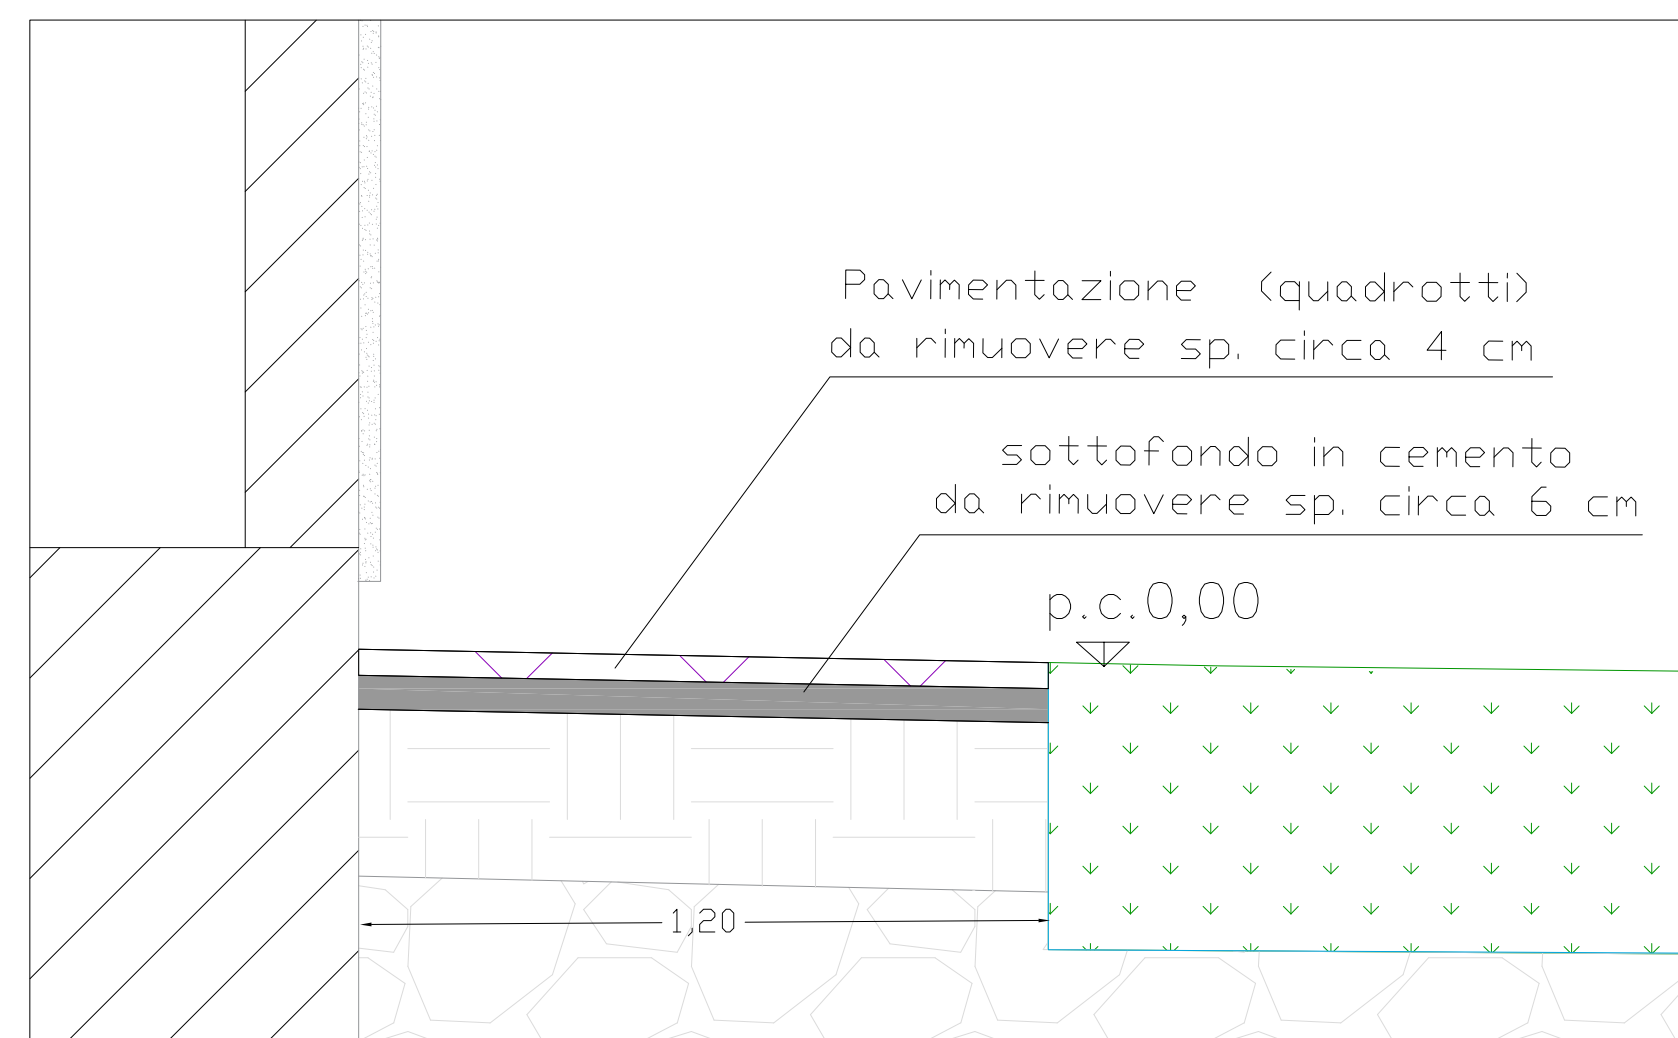 Pavimentazione (quadrotti)
da rimuovere sp. circa 4 cm
sottofondo in cemento
da rimuovere sp. circa 6 cm
p.c.0,00
1,20